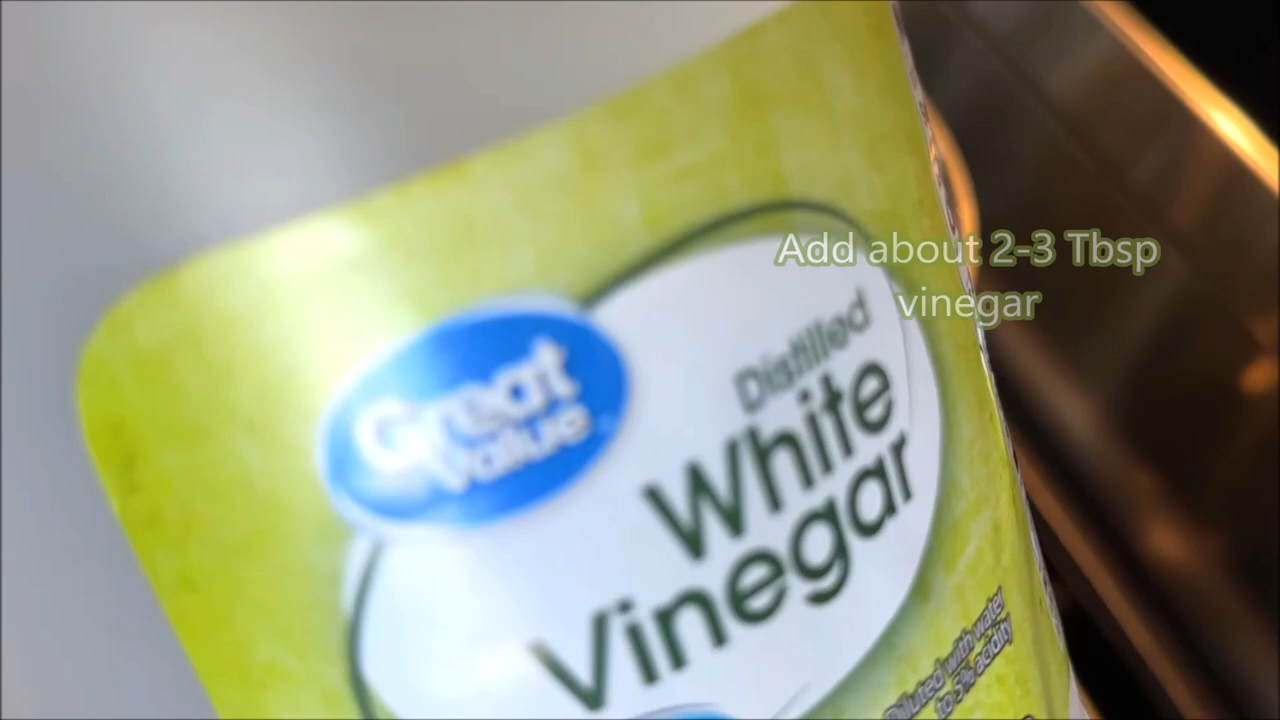 Add about 2-3 Tbsp
vinegar
Great
Value
Distilled
White
Vinegar
Diluted with water
to 5% acidity